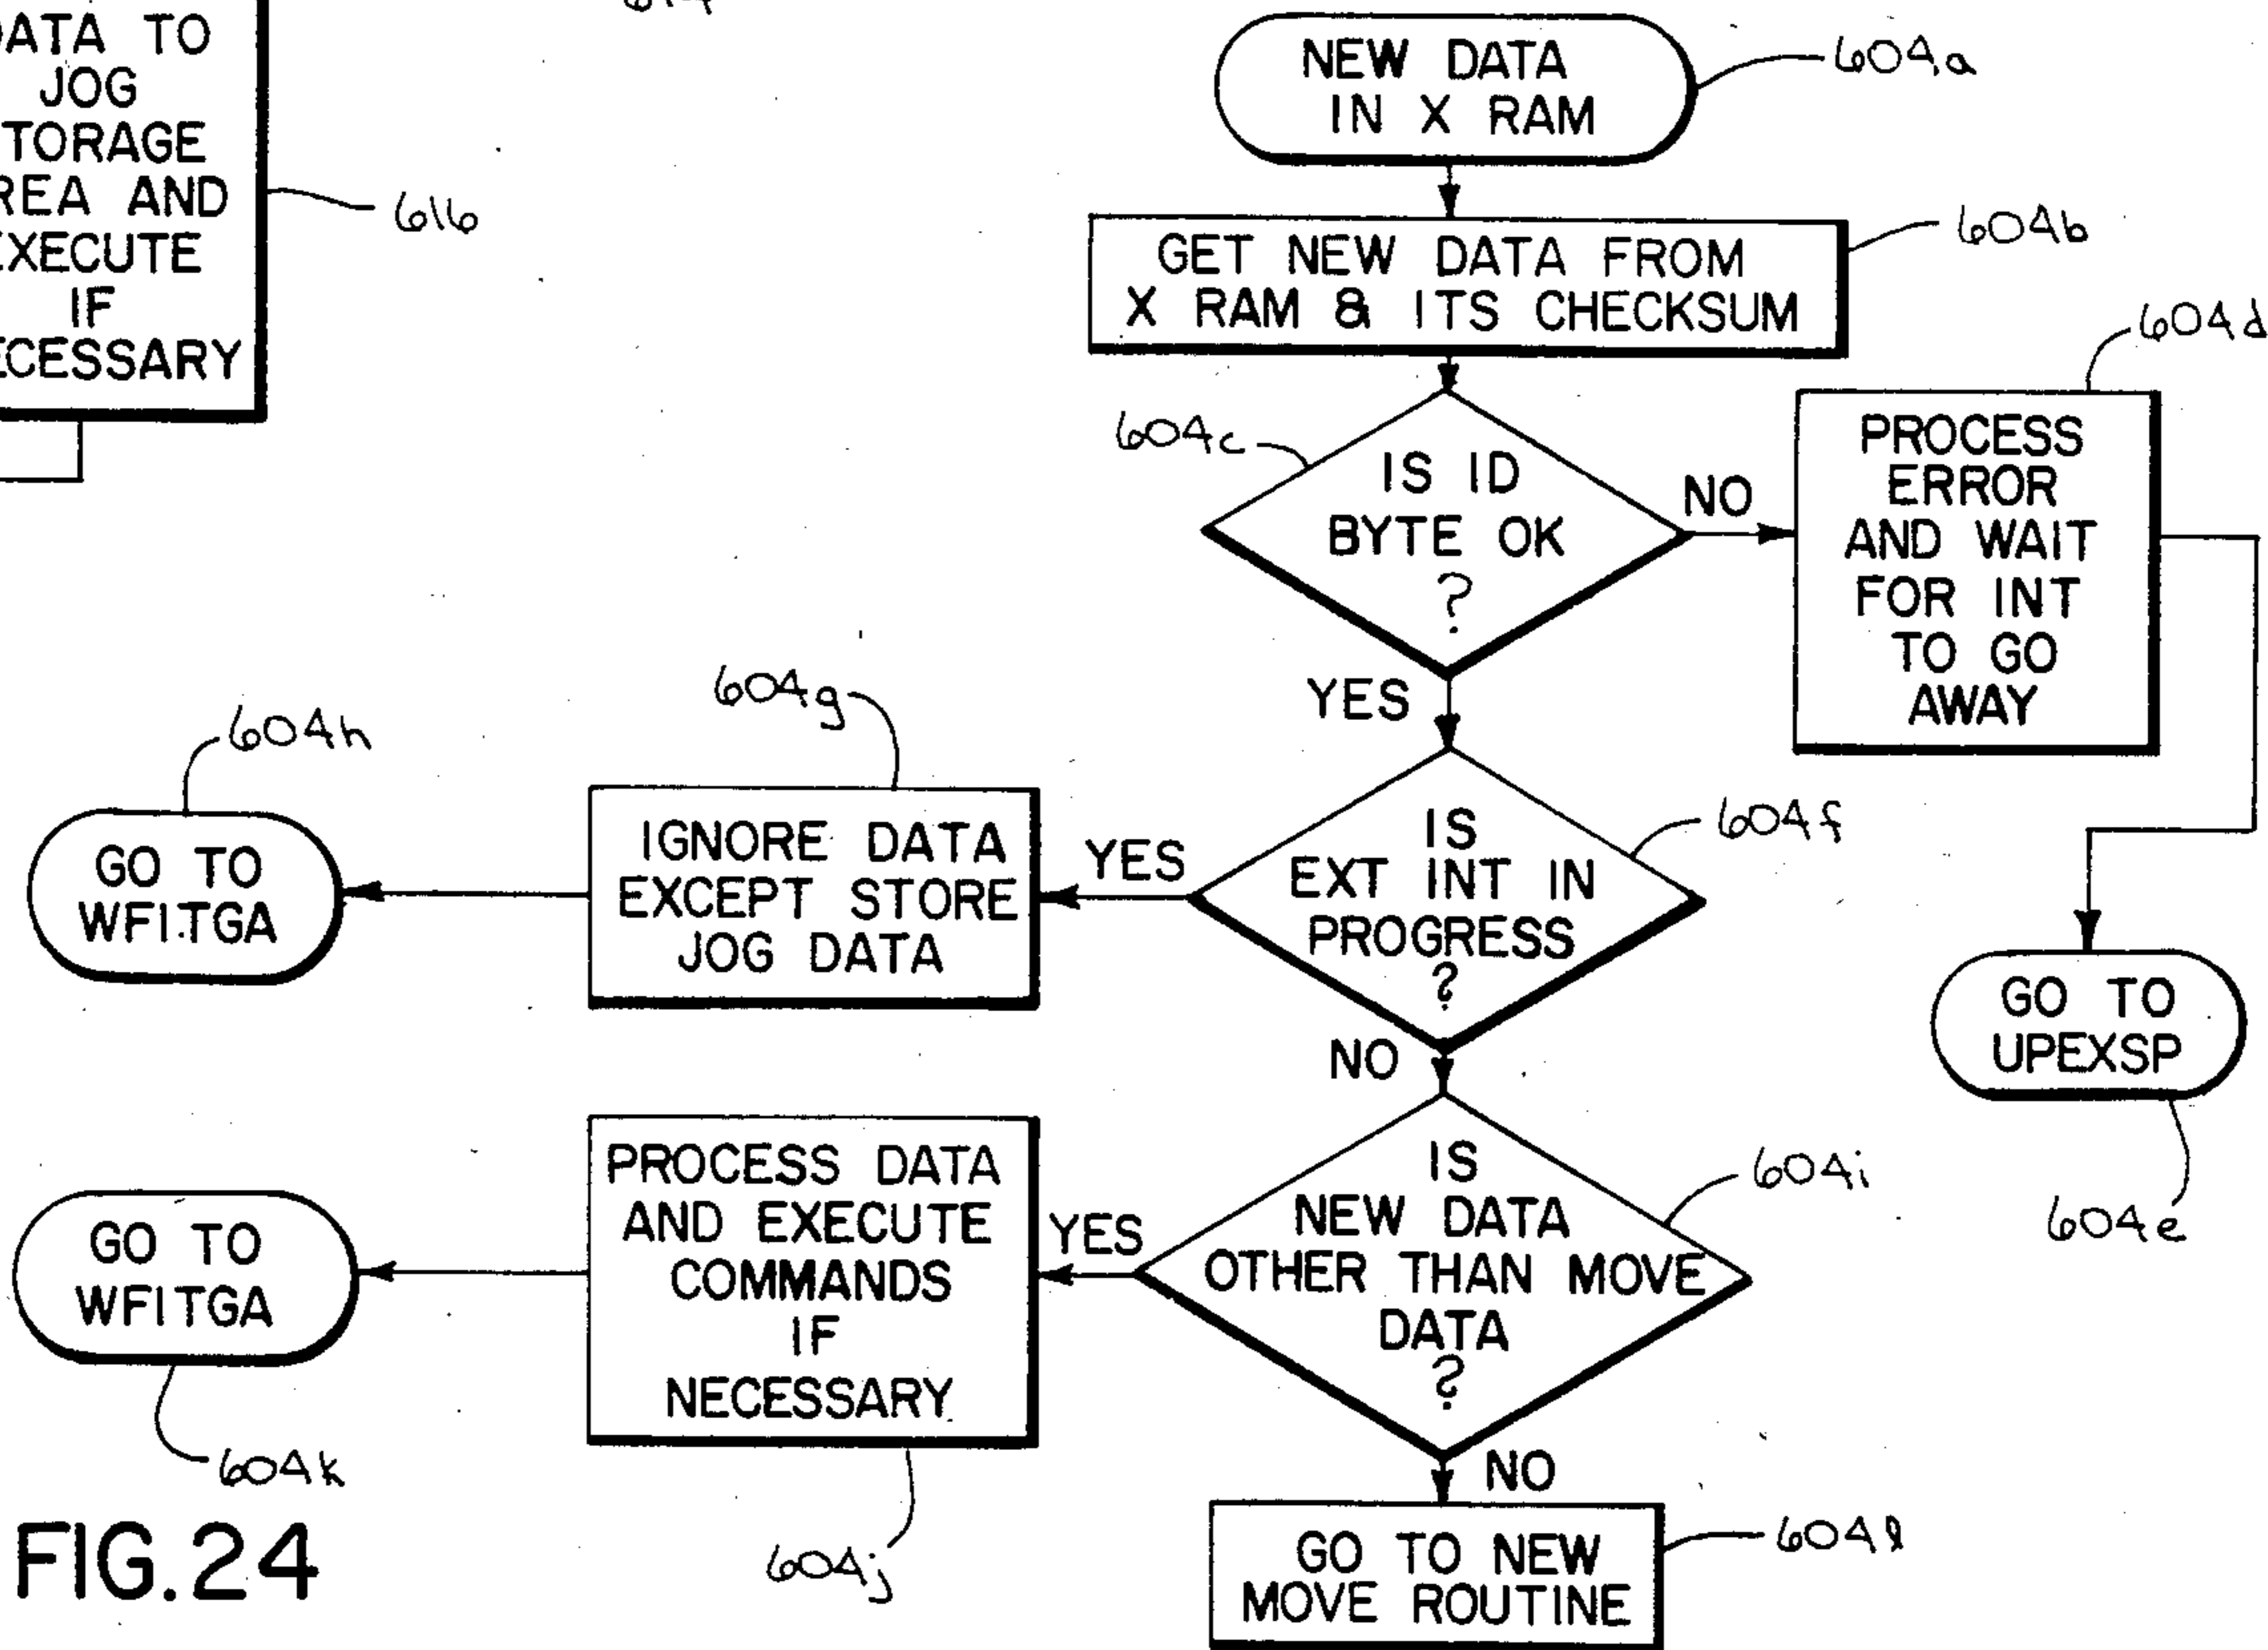 ATA TO
JOG
TORAGE
REA AND
EXECUTE
IF
ECESSARY
616
NEW DATA
IN X RAM
604a
GET NEW DATA FROM
X RAM & ITS CHECKSUM
604b
604c
IS ID
BYTE OK
?
NO
YES
604d
PROCESS
ERROR
AND WAIT
FOR INT
TO GO
AWAY
GO TO
UPEXSP
604e
IS
EXT INT IN
PROGRESS
?
604f
YES
NO
604g
IGNORE DATA
EXCEPT STORE
JOG DATA
604h
GO TO
WFITGA
IS
NEW DATA
OTHER THAN MOVE
DATA
?
604i
YES
NO
PROCESS DATA
AND EXECUTE
COMMANDS
IF
NECESSARY
604j
GO TO
WFITGA
604k
GO TO NEW
MOVE ROUTINE
604l
FIG.24